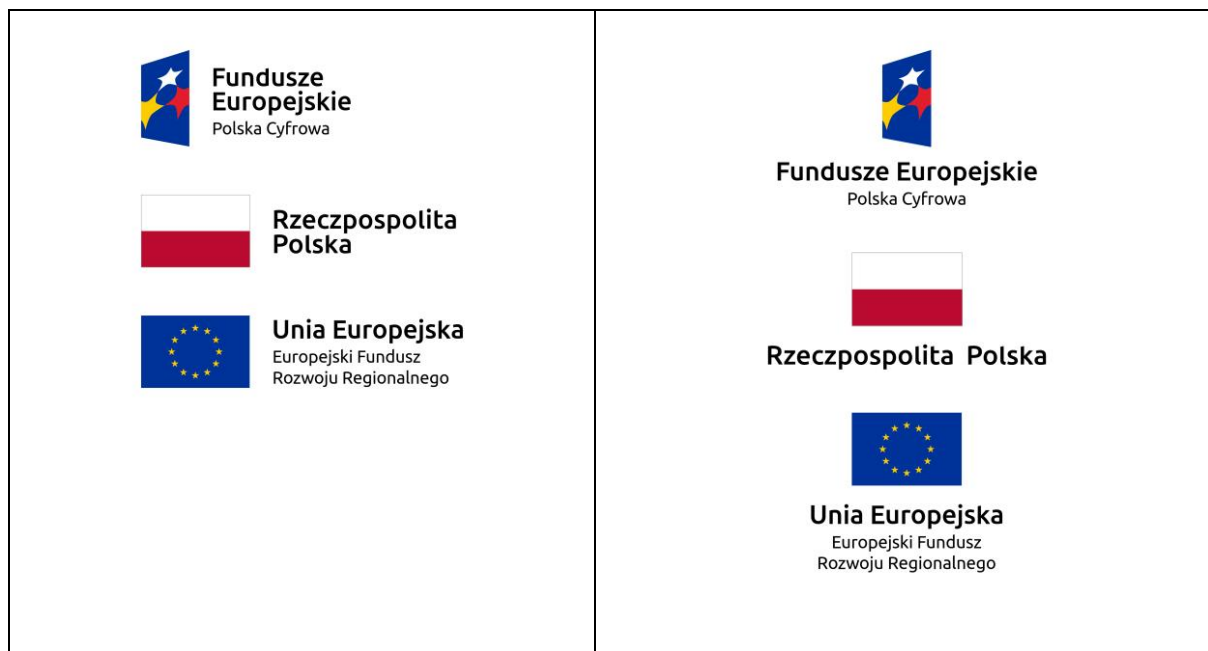 Fundusze
Europejskie
Polska Cyfrowa
Rzeczpospolita
Polska
Unia Europejska
Europejski Fundusz
Rozwoju Regionalnego
Fundusze Europejskie
Polska Cyfrowa
Rzeczpospolita Polska
Unia Europejska
Europejski Fundusz
Rozwoju Regionalnego